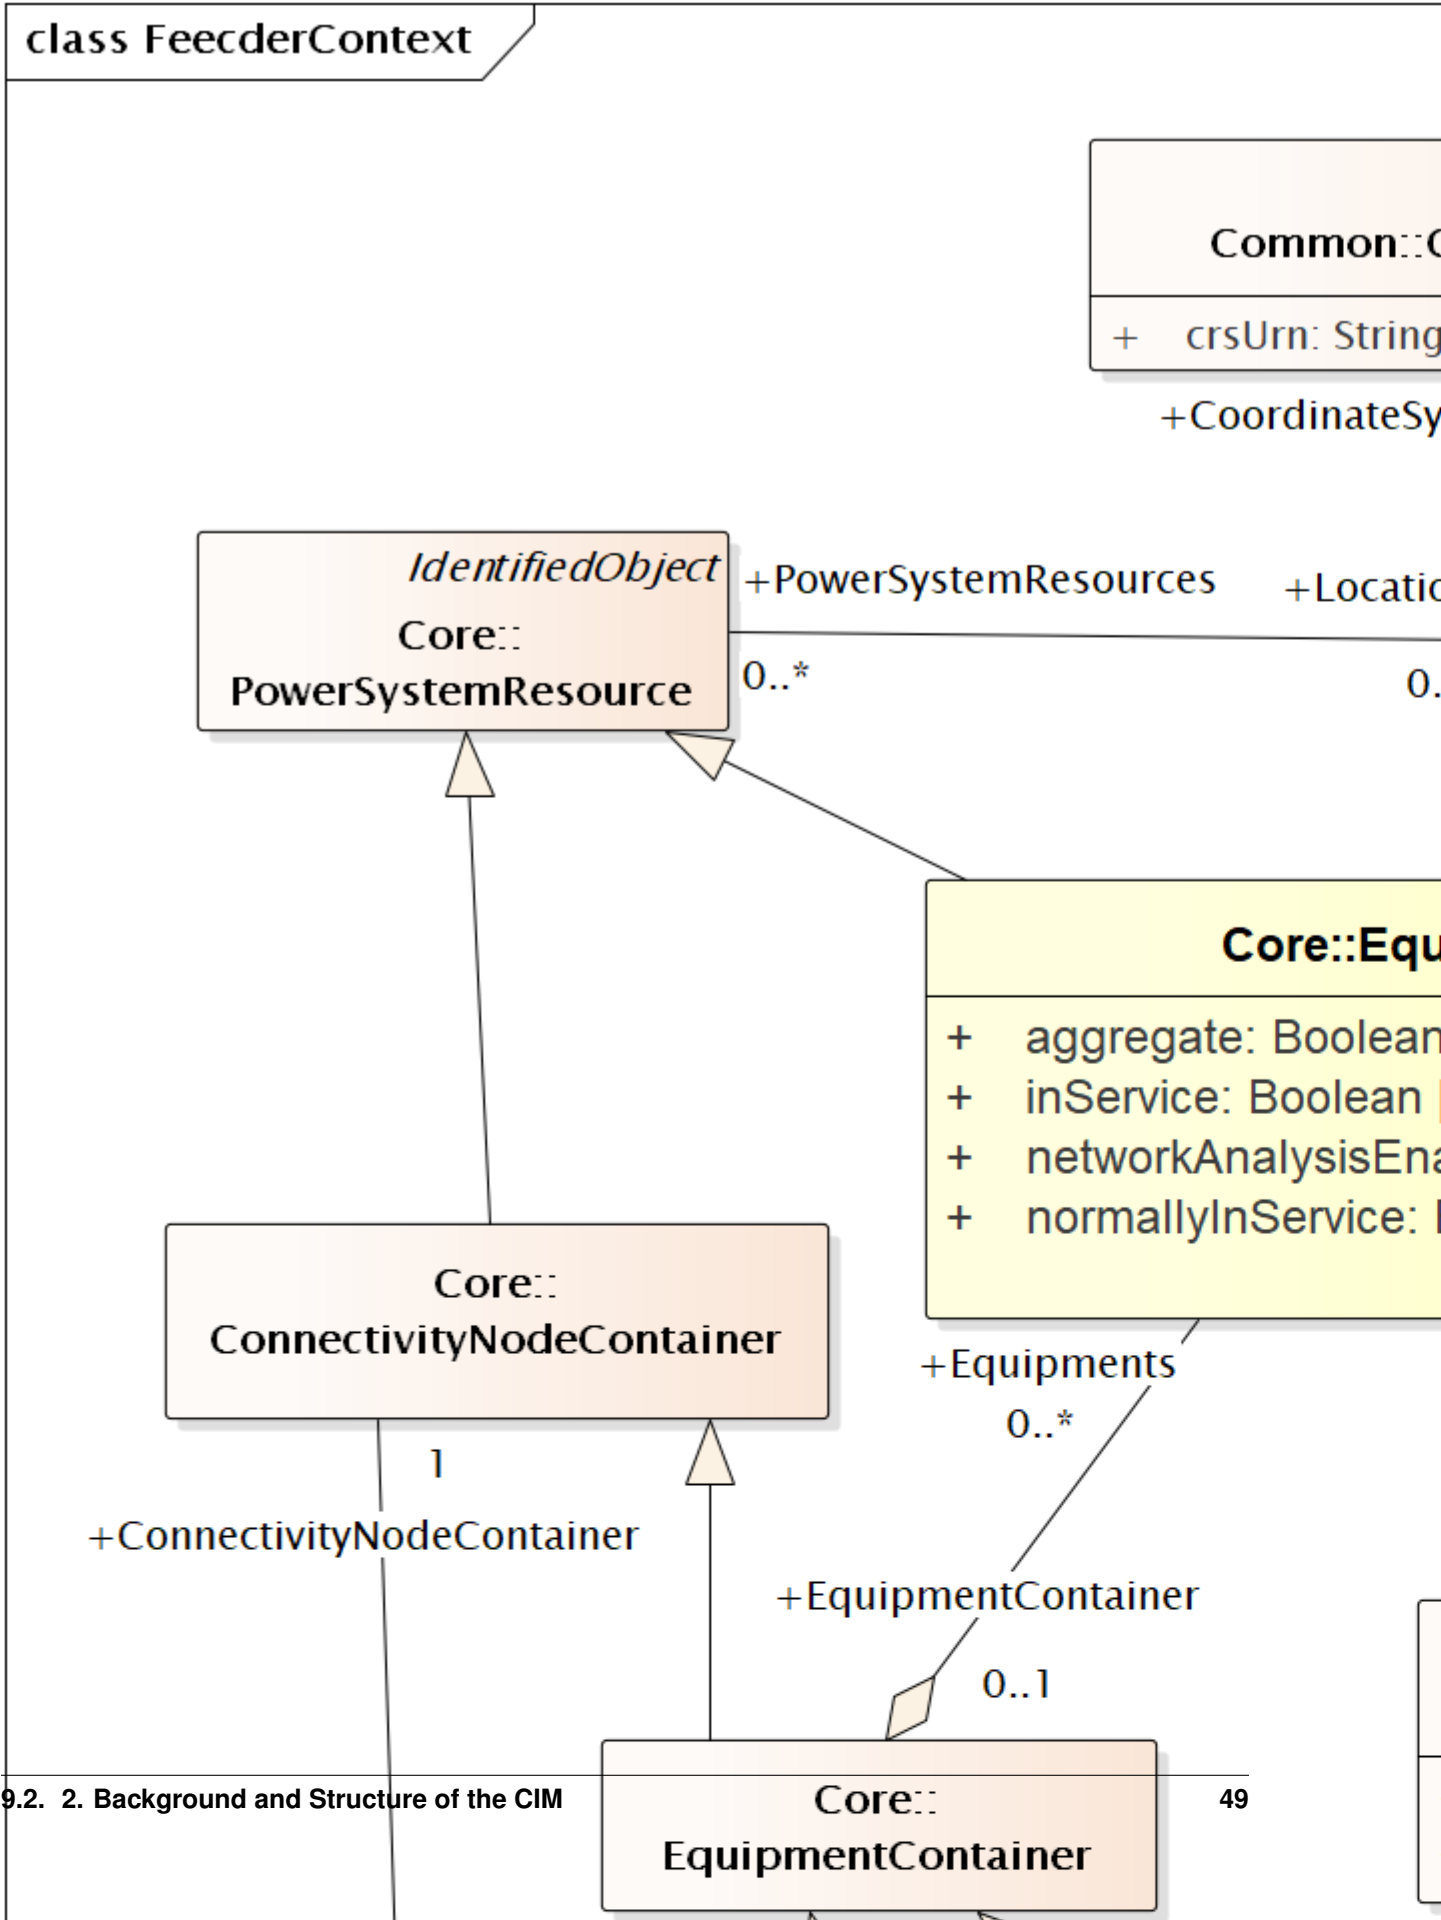 class FeecderContext
Common::C
+ crsUrn: String
+CoordinateSy
IdentifiedObject
Core::
PowerSystemResource
+PowerSystemResources
+Locatio
0..*
0.
Core::Equ
+ aggregate: Boolean
+ inService: Boolean
+ networkAnalysisEna
+ normallyInService:
Core::
ConnectivityNodeContainer
+Equipments
0..*
1
+ConnectivityNodeContainer
+EquipmentContainer
0..1
9.2. 2. Background and Structure of the CIM
49
Core::
EquipmentContainer